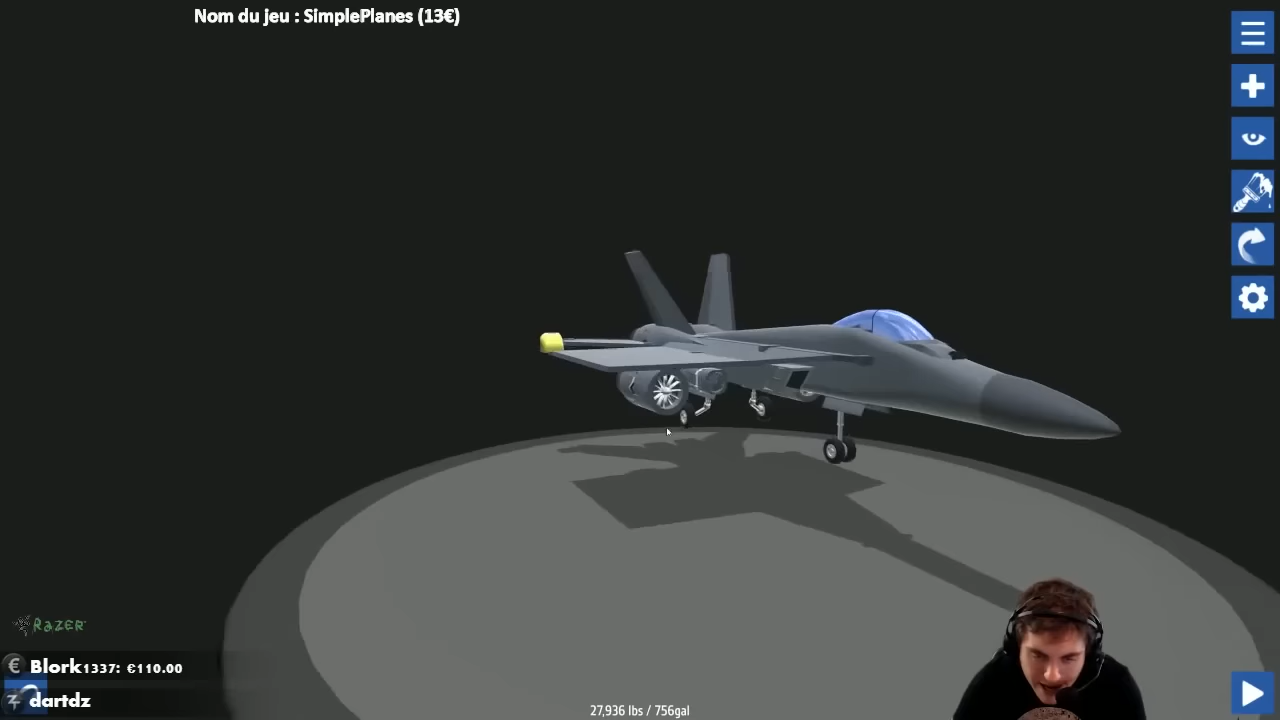 Nom du jeu : SimplePlanes (13€)
RAZER
€ Blork1337: €110.00
dartdz
27,936 lbs / 756gal